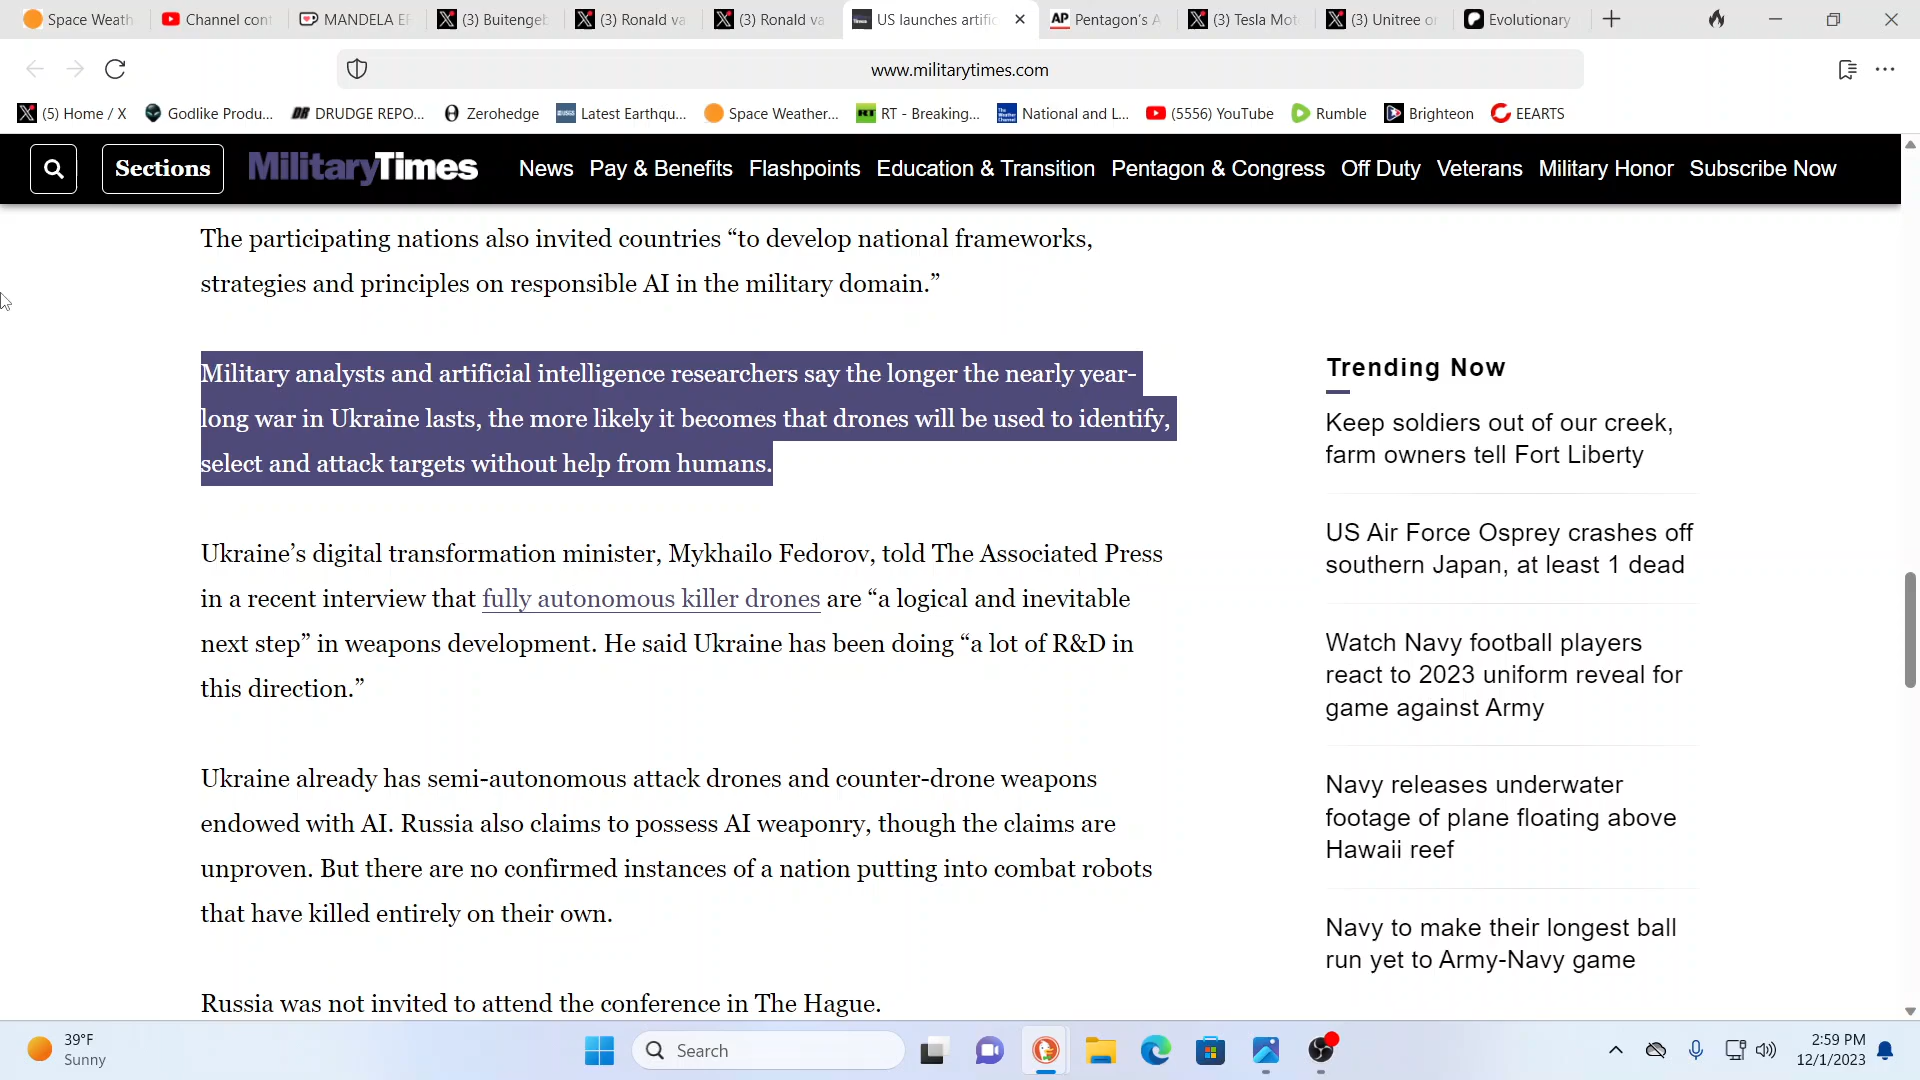 Space Weath
Channel cont
MANDELA EF
(3) Buitengeb
(3) Ronald va
(3) Ronald va
US launches artific
AP Pentagon's A
(3) Tesla Mot
(3) Unitree or
Evolutionary
www.militarytimes.com
(5) Home / X
Godlike Produ...
DR DRUDGE REPO...
Zerohedge
USGS Latest Earthqu...
Space Weather...
RT RT - Breaking...
National and L...
(5556) YouTube
Rumble
Brighteon
EEARTS
Sections
MilitaryTimes
News
Pay & Benefits
Flashpoints
Education & Transition
Pentagon & Congress
Off Duty
Veterans
Military Honor
Subscribe Now
The participating nations also invited countries “to develop national frameworks,
strategies and principles on responsible AI in the military domain.”
Military analysts and artificial intelligence researchers say the longer the nearly year-
long war in Ukraine lasts, the more likely it becomes that drones will be used to identify,
select and attack targets without help from humans.
Ukraine’s digital transformation minister, Mykhailo Fedorov, told The Associated Press
in a recent interview that fully autonomous killer drones are “a logical and inevitable
next step” in weapons development. He said Ukraine has been doing “a lot of R&D in
this direction.”
Ukraine already has semi-autonomous attack drones and counter-drone weapons
endowed with AI. Russia also claims to possess AI weaponry, though the claims are
unproven. But there are no confirmed instances of a nation putting into combat robots
that have killed entirely on their own.
Russia was not invited to attend the conference in The Hague.
Trending Now
Keep soldiers out of our creek,
farm owners tell Fort Liberty
US Air Force Osprey crashes off
southern Japan, at least 1 dead
Watch Navy football players
react to 2023 uniform reveal for
game against Army
Navy releases underwater
footage of plane floating above
Hawaii reef
Navy to make their longest ball
run yet to Army-Navy game
39°F
Sunny
Search
2:59 PM
12/1/2023